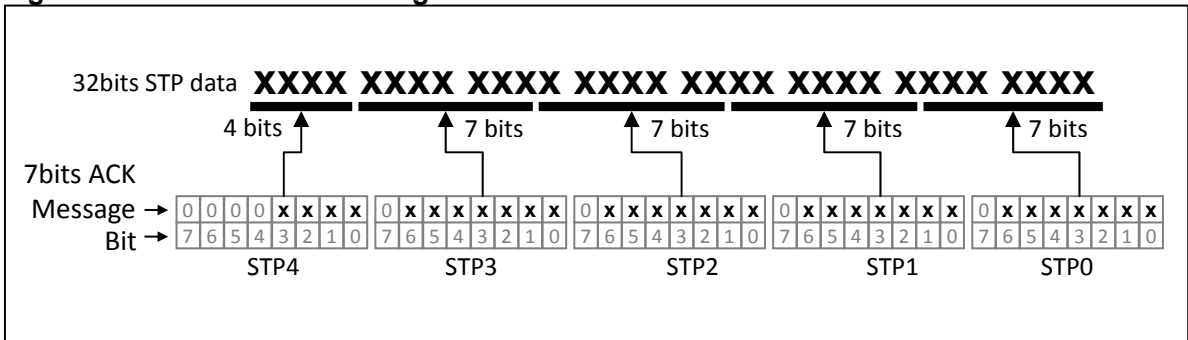 32bits STP data XXXX XXXX XXXX XXXX XXXX XXXX XXXX XXXX
4 bits 7 bits 7 bits 7 bits 7 bits
7bits ACK
Message 0 0 0 0 x x x x 0 x x x x x x x 0 x x x x x x x 0 x x x x x x x 0 x x x x x x x
Bit 7 6 5 4 3 2 1 0 7 6 5 4 3 2 1 0 7 6 5 4 3 2 1 0 7 6 5 4 3 2 1 0 7 6 5 4 3 2 1 0
STP4 STP3 STP2 STP1 STP0